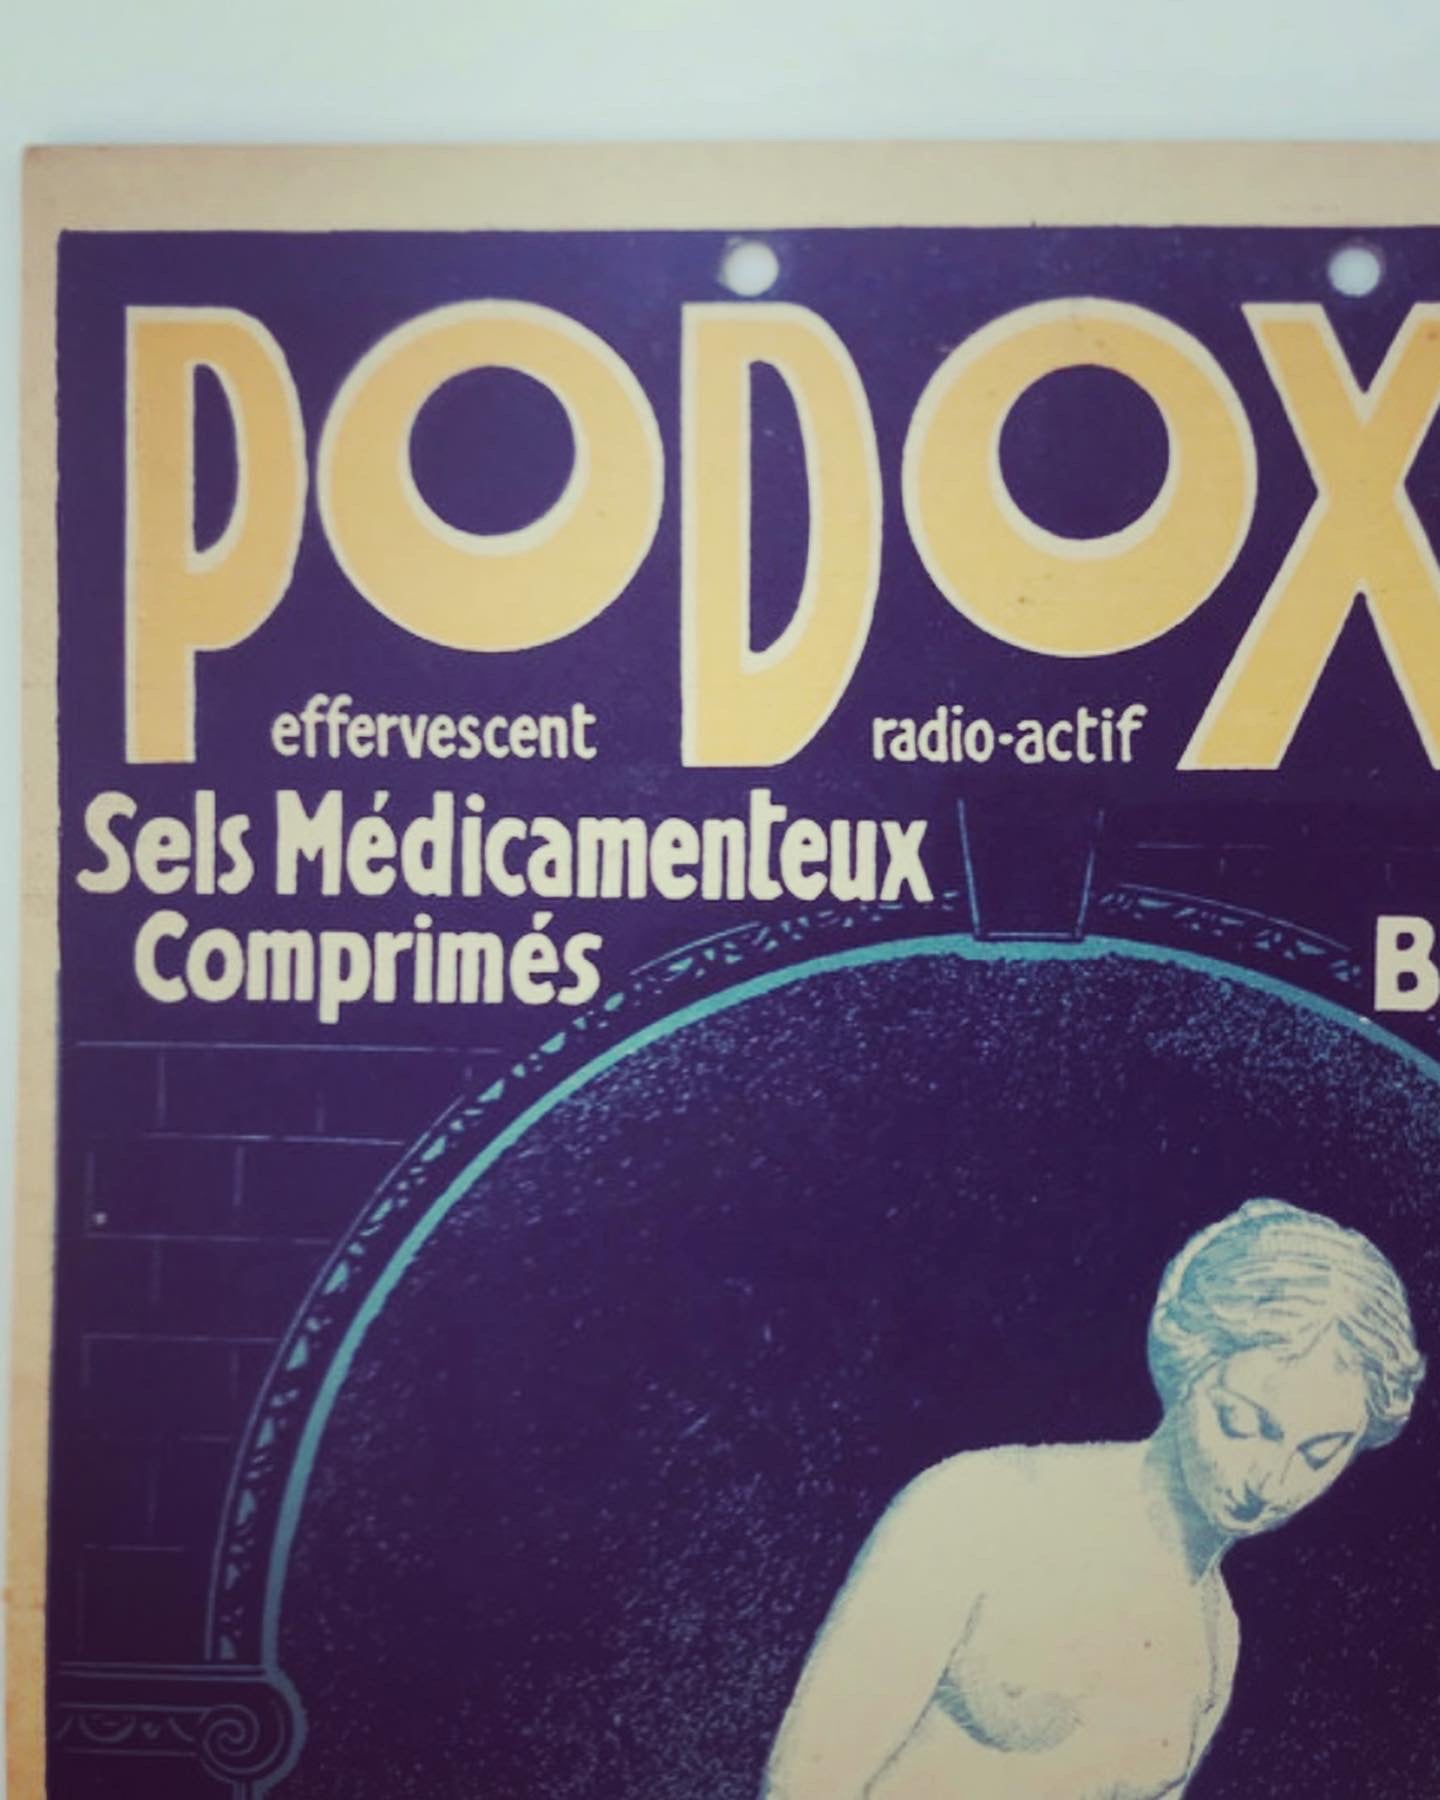 PODOX
effervescent radio-actif
Sels Médicamenteux
Comprimés